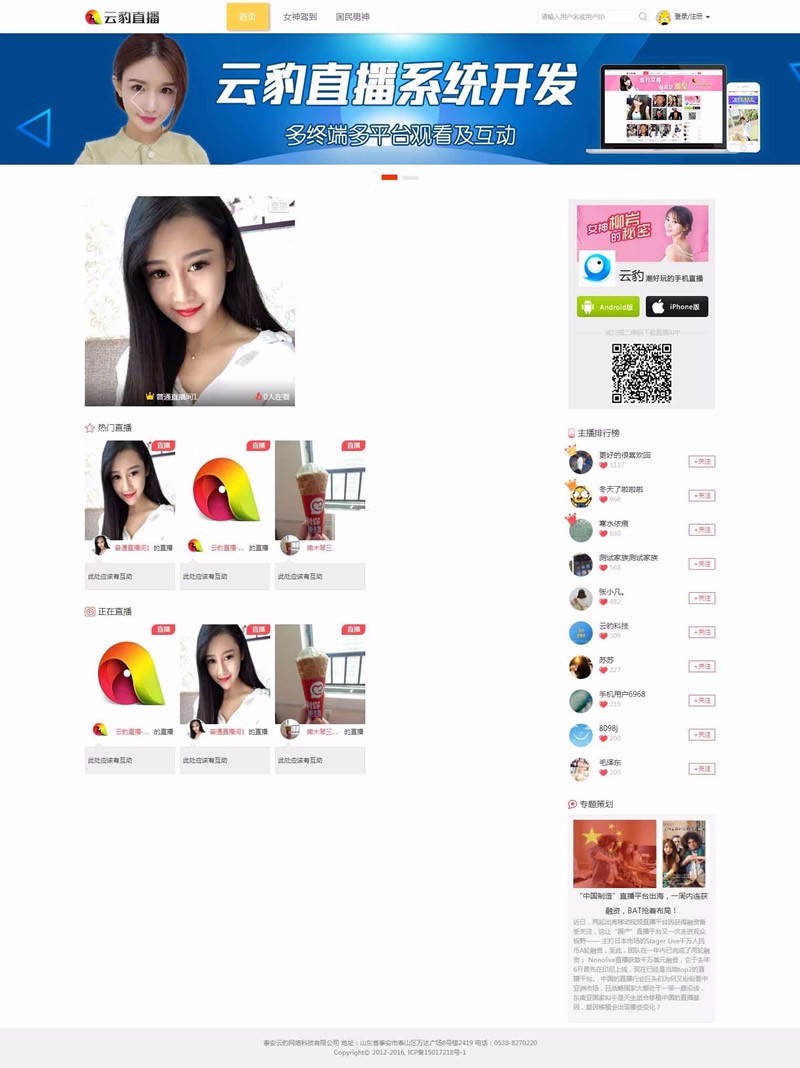 云豹直播
首页
女神驾到
国民男神
请输入用户名或用户ID
登录/注册
云豹直播系统开发
多终端多平台观看及互动
普通直播间1
0人在看
女神柳岩
的秘密
云豹 潮好玩的手机直播
Android版
iPhone版
热门直播
直播
直播
直播
普通直播间1 的直播
云豹直播-... 的直播
南木琴三...
此处应该有互动
此处应该有互动
此处应该有互动
正在直播
直播
直播
直播
云豹直播-... 的直播
普通直播间1 的直播
南木琴三... 的直播
此处应该有互动
此处应该有互动
此处应该有互动
主播排行榜
更好的很喜欢回
1117
+关注
冬天了啦啦啦
968
+关注
寒水依痕
630
+关注
测试家族测试家族
568
+关注
张小凡。
482
+关注
云豹科技
309
+关注
苏苏
227
+关注
手机用户6968
215
+关注
8098j
200
+关注
毛泽东
200
+关注
专题策划
“中国制造”直播平台出海，一周内连获
融资，BAT抢着布局！
近日，两起出海移动视频直播平台因获得融资备
受关注，论让“国产”直播平台又一次走进观众
视野—— 主打日本市场的Stager Live千万人民
币A轮融资，至此，团队在一年内已完成了两轮融
资； Nonolive直播获数千万美元融资，它于去年
6月首先在印尼上线，现在已经是当地top2的直
播平台。 中国的直播行业巨头们为何又纷纷看中
亚洲市场，且战略国家大都处于一带一路沿线，
东南亚国家似乎是天生适合移植中国的直播基
因，基因移植会出现哪些变化？
泰安云豹网络科技有限公司 地址：山东省泰安市泰山区万达广场8号楼2419 电话：0538-8270220
Copyright© 2012-2016, ICP备15017218号-1